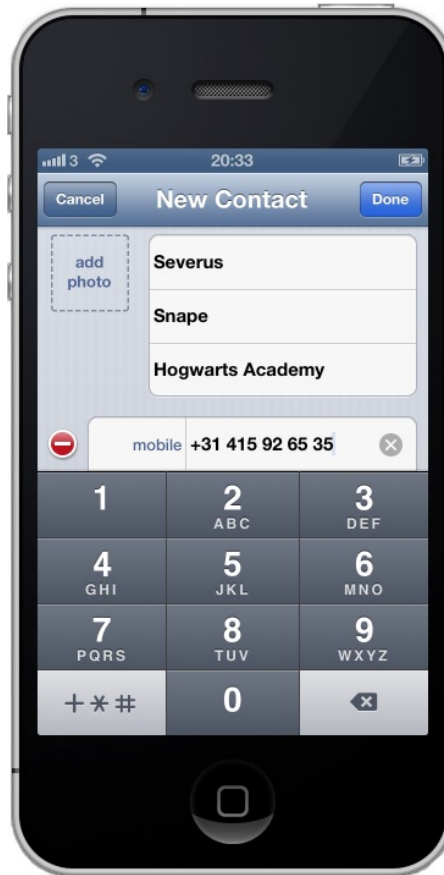 3 20:33
Cancel New Contact Done
add
photo
Severus
Snape
Hogwarts Academy
mobile +31 415 92 65 35
1 2 3
ABC DEF
4 5 6
GHI JKL MNO
7 8 9
PQRS TUV WXYZ
+*# 0